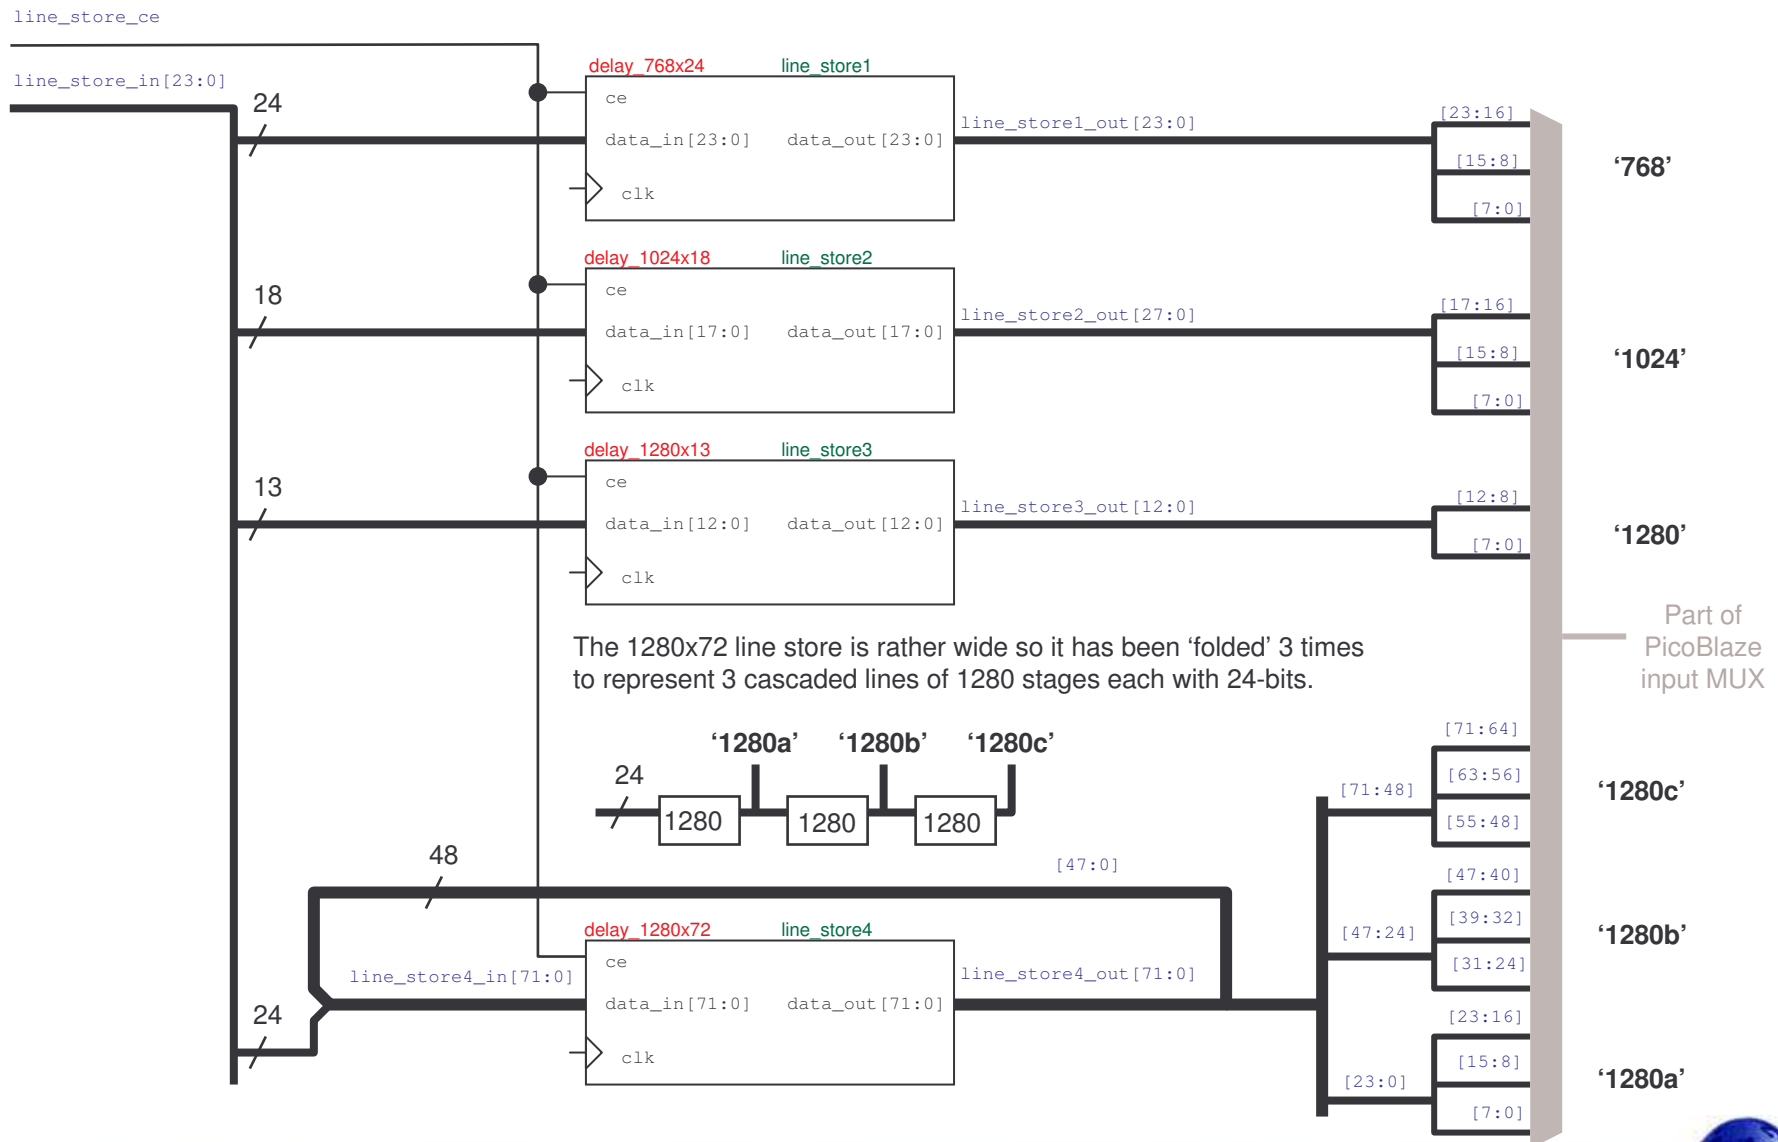 line_store_ce
line_store_in[23:0]
24
delay_768x24
line_store1
ce
data_in[23:0]
data_out[23:0]
clk
line_store1_out[23:0]
[23:16]
[15:8]
[7:0]
‘768’
18
delay_1024x18
line_store2
ce
data_in[17:0]
data_out[17:0]
clk
line_store2_out[27:0]
[17:16]
[15:8]
[7:0]
‘1024’
13
delay_1280x13
line_store3
ce
data_in[12:0]
data_out[12:0]
clk
line_store3_out[12:0]
[12:8]
[7:0]
‘1280’
Part of
PicoBlaze
input MUX
The 1280x72 line store is rather wide so it has been ‘folded’ 3 times
to represent 3 cascaded lines of 1280 stages each with 24-bits.
‘1280a’
‘1280b’
‘1280c’
24
1280
1280
1280
48
[47:0]
24
line_store4_in[71:0]
delay_1280x72
line_store4
ce
data_in[71:0]
data_out[71:0]
clk
line_store4_out[71:0]
[71:48]
[71:64]
[63:56]
[55:48]
‘1280c’
[47:24]
[47:40]
[39:32]
[31:24]
‘1280b’
[23:0]
[23:16]
[15:8]
[7:0]
‘1280a’